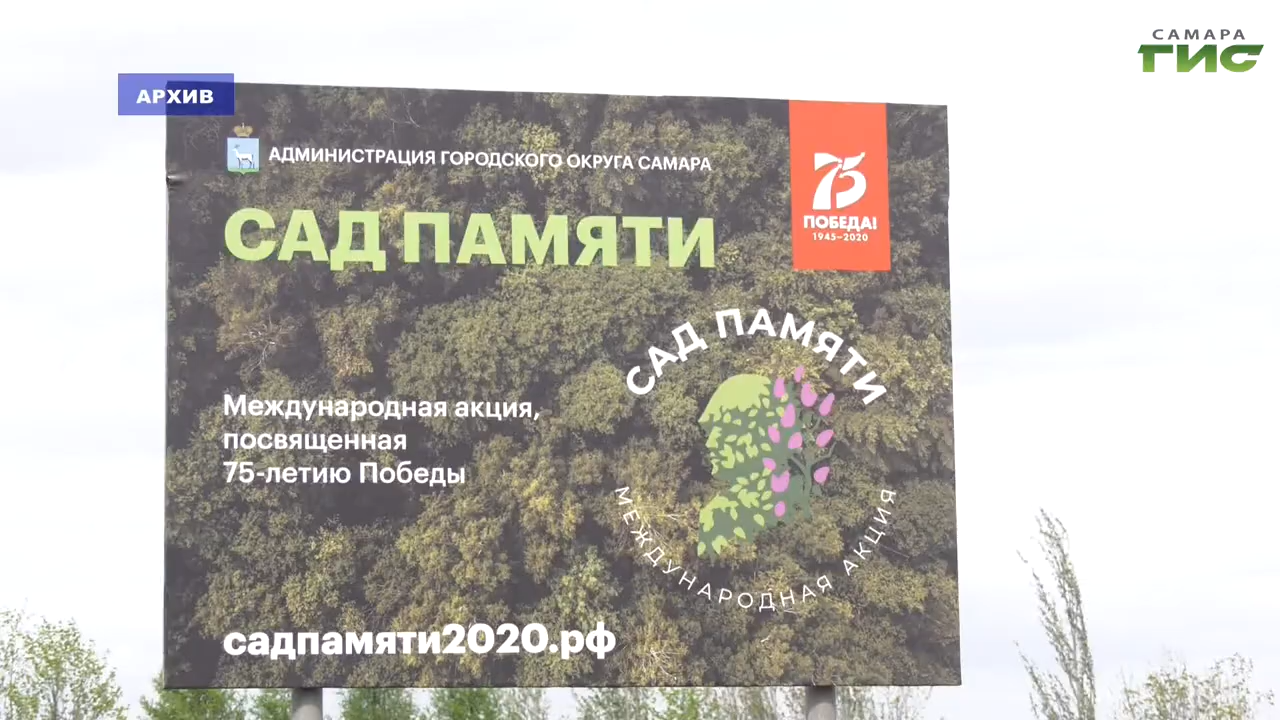 САМАРА
ГИС
АРХИВ
АДМИНИСТРАЦИЯ ГОРОДСКОГО ОКРУГА САМАРА
САД ПАМЯТИ
75
ПОБЕДА!
1945–2020
САД ПАМЯТИ
Международная акция,
посвященная
75-летию Победы
МЕЖДУНАРОДНАЯ АКЦИЯ
садпамяти2020.рф